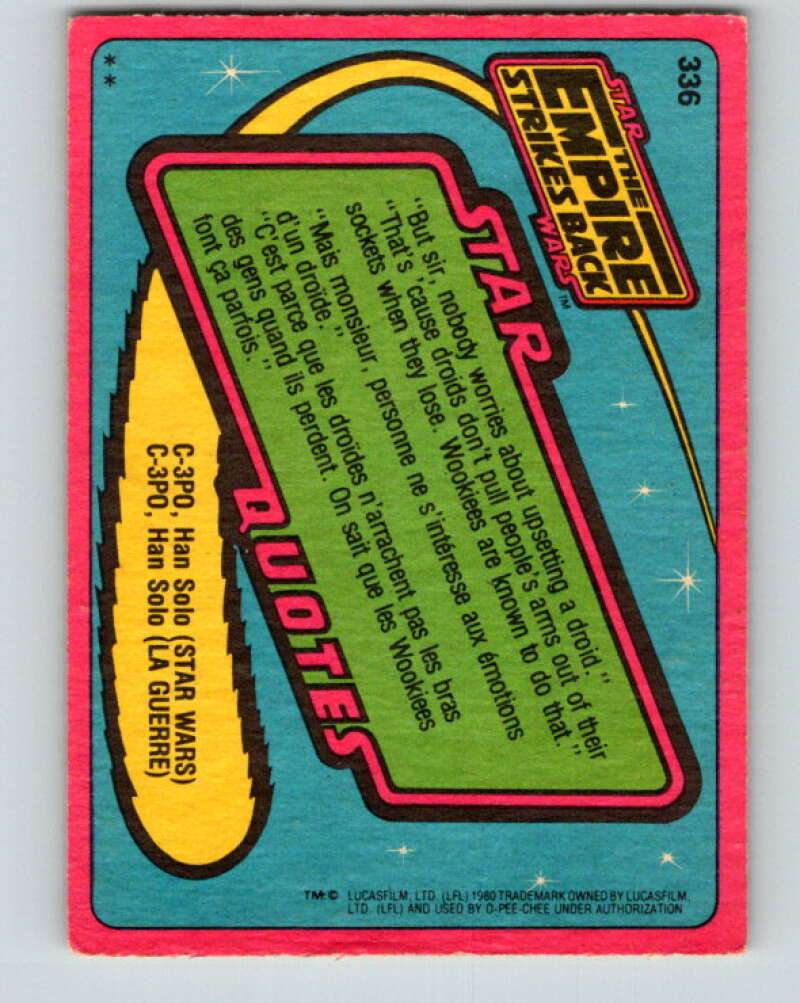 336
STAR
THE
EMPIRE
STRIKES BACK
WARS™
STAR
QUOTES
“But sir, nobody worries about upsetting a droid.”
“That's 'cause droids don't pull people's arms out of their
sockets when they lose. Wookiees are known to do that.”
“Mais monsieur, personne ne s'intéresse aux émotions
d'un droide.”
“C'est parce que les droides n'arrachent pas les bras
des gens quand ils perdent. On sait que les Wookiees
font ça parfois.”
C-3PO, Han Solo (STAR WARS)
C-3PO, Han Solo (LA GUERRE)
TM: © LUCASFILM, LTD. (LFL) 1980 TRADEMARK OWNED BY LUCASFILM,
LTD. (LFL) AND USED BY O-PEE-CHEE UNDER AUTHORIZATION
**